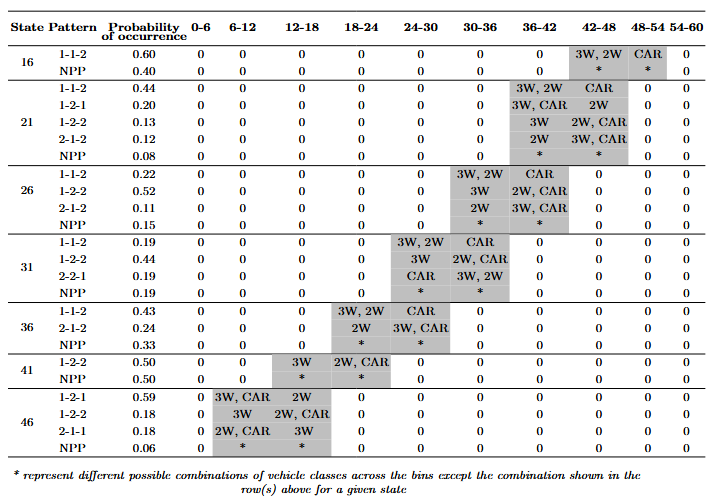 State Pattern Probability of occurrence 0-6 6-12 12-18 18-24 24-30 30-36 36-42 42-48 48-54 54-60
16 1-1-2 0.60 0 0 0 0 0 0 0 3W, 2W CAR 0
NPP 0.40 0 0 0 0 0 0 0 * * 0
21 1-1-2 0.44 0 0 0 0 0 0 3W, 2W CAR 0 0
1-2-1 0.20 0 0 0 0 0 0 3W, CAR 2W 0 0
1-2-2 0.13 0 0 0 0 0 0 3W 2W, CAR 0 0
2-1-2 0.12 0 0 0 0 0 0 2W 3W, CAR 0 0
NPP 0.08 0 0 0 0 0 0 * * 0 0
26 1-1-2 0.22 0 0 0 0 0 3W, 2W CAR 0 0 0
1-2-2 0.52 0 0 0 0 0 3W 2W, CAR 0 0 0
2-1-2 0.11 0 0 0 0 0 2W 3W, CAR 0 0 0
NPP 0.15 0 0 0 0 0 * * 0 0 0
31 1-1-2 0.19 0 0 0 0 3W, 2W CAR 0 0 0 0
1-2-2 0.44 0 0 0 0 3W 2W, CAR 0 0 0 0
2-2-1 0.19 0 0 0 0 CAR 3W, 2W 0 0 0 0
NPP 0.19 0 0 0 0 * * 0 0 0 0
36 1-1-2 0.43 0 0 0 3W, 2W CAR 0 0 0 0 0
2-1-2 0.24 0 0 0 2W 3W, CAR 0 0 0 0 0
NPP 0.33 0 0 0 * * 0 0 0 0 0
41 1-2-2 0.50 0 0 3W 2W, CAR 0 0 0 0 0 0
NPP 0.50 0 0 * * 0 0 0 0 0 0
46 1-2-1 0.59 0 3W, CAR 2W 0 0 0 0 0 0 0
1-2-2 0.18 0 3W 2W, CAR 0 0 0 0 0 0 0
2-1-1 0.18 0 2W, CAR 3W 0 0 0 0 0 0 0
NPP 0.06 0 * * 0 0 0 0 0 0 0
* represent different possible combinations of vehicle classes across the bins except the combination shown in the
row(s) above for a given state